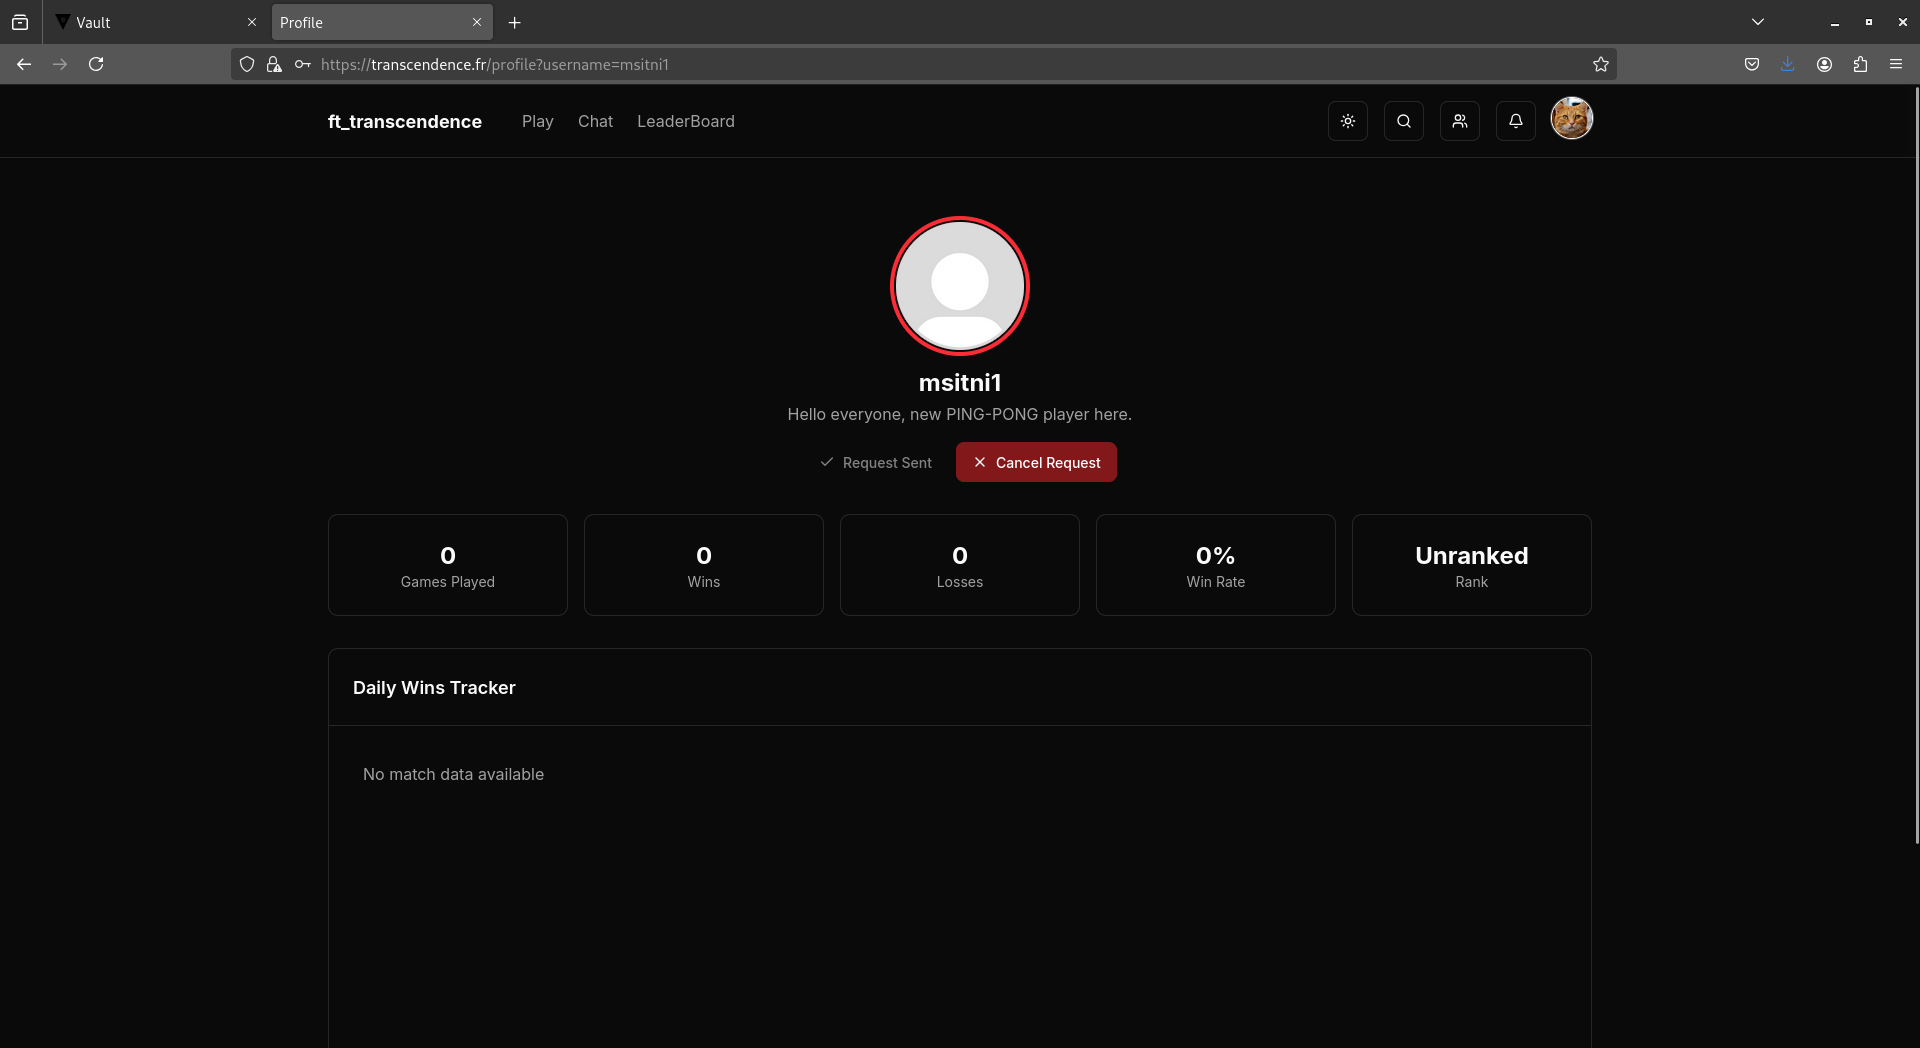 Vault
Profile
https://transcendence.fr/profile?username=msitni1
ft_transcendence Play Chat LeaderBoard
msitni1
Hello everyone, new PING-PONG player here.
Request Sent Cancel Request
0 0 0 0% Unranked
Games Played Wins Losses Win Rate Rank
Daily Wins Tracker
No match data available